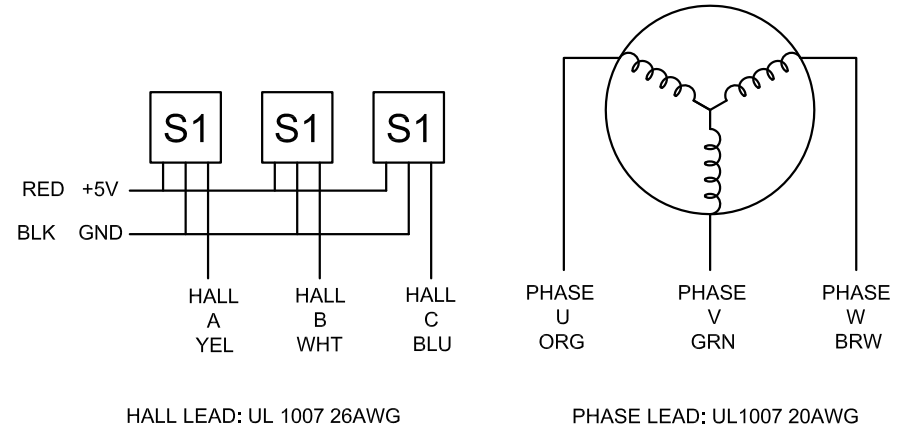 S1 S1 S1
RED +5V
BLK GND
HALL A YEL
HALL B WHT
HALL C BLU
PHASE U ORG
PHASE V GRN
PHASE W BRW
HALL LEAD: UL 1007 26AWG
PHASE LEAD: UL1007 20AWG